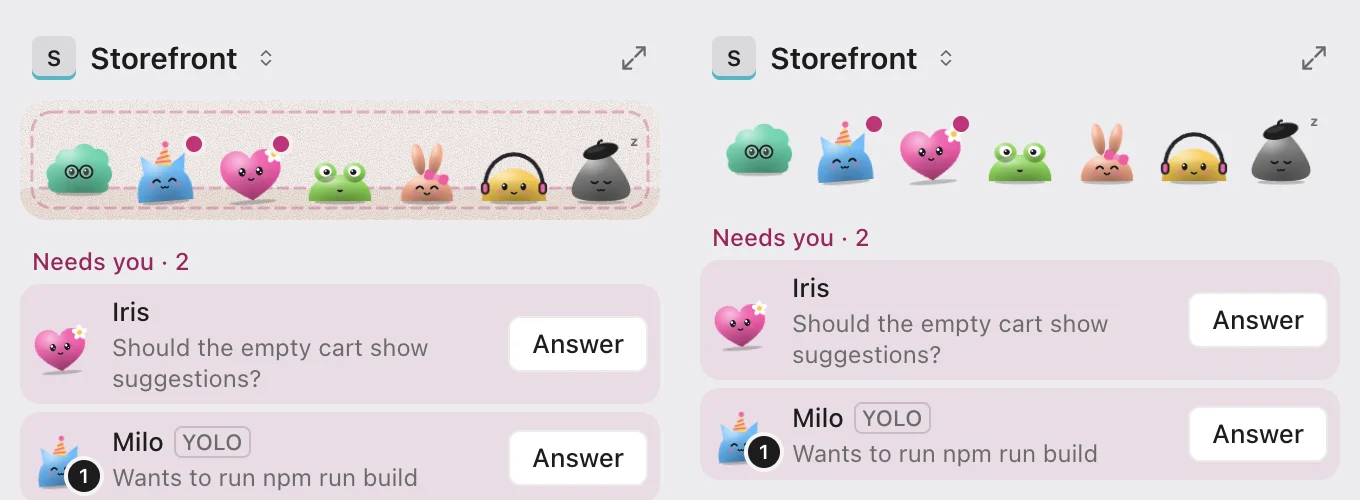 S Storefront
z
Needs you · 2
Iris
Should the empty cart show
suggestions?
Answer
Milo YOLO
1
Wants to run npm run build
Answer
S Storefront
z
Needs you · 2
Iris
Should the empty cart show
suggestions?
Answer
Milo YOLO
1
Wants to run npm run build
Answer